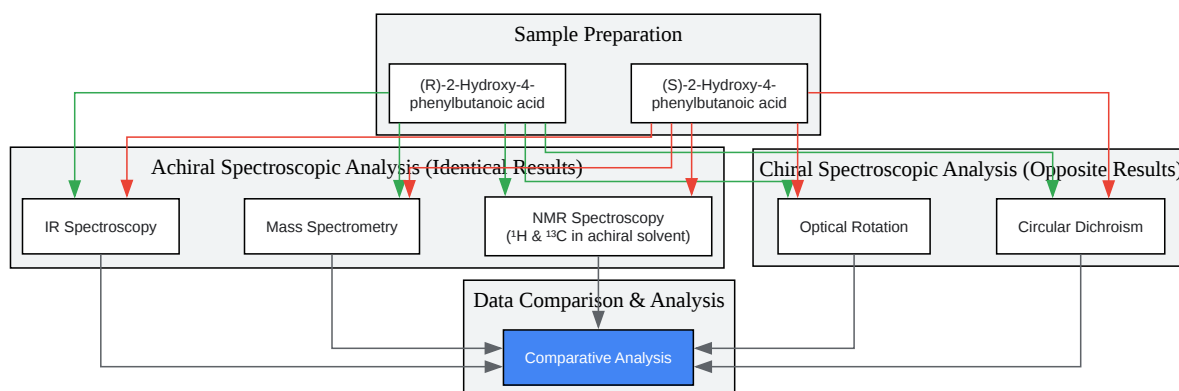 Sample Preparation
(R)-2-Hydroxy-4-
phenylbutanoic acid
(S)-2-Hydroxy-4-
phenylbutanoic acid
Achiral Spectroscopic Analysis (Identical Results)
Chiral Spectroscopic Analysis (Opposite Results)
IR Spectroscopy
Mass Spectrometry
NMR Spectroscopy
(¹H & ¹³C in achiral solvent)
Optical Rotation
Circular Dichroism
Data Comparison & Analysis
Comparative Analysis